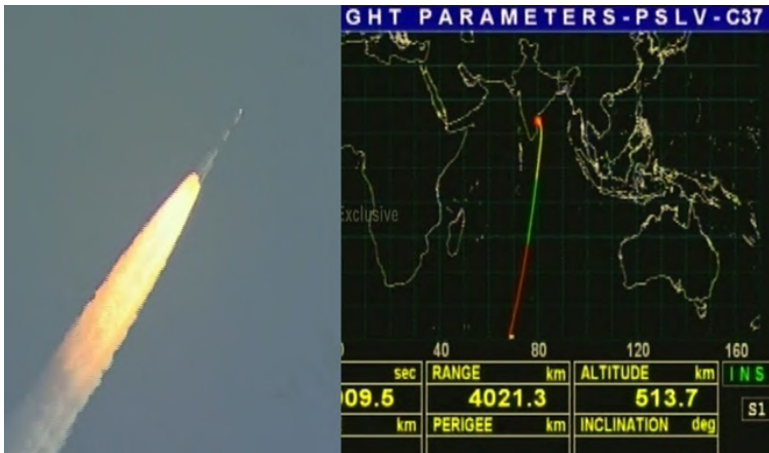 GHT PARAMETERS-PSLV-C37
Exclusive
40 80 120 160
sec RANGE km ALTITUDE km INS
09.5 4021.3 513.7
S1
km PERIGEE km INCLINATION deg